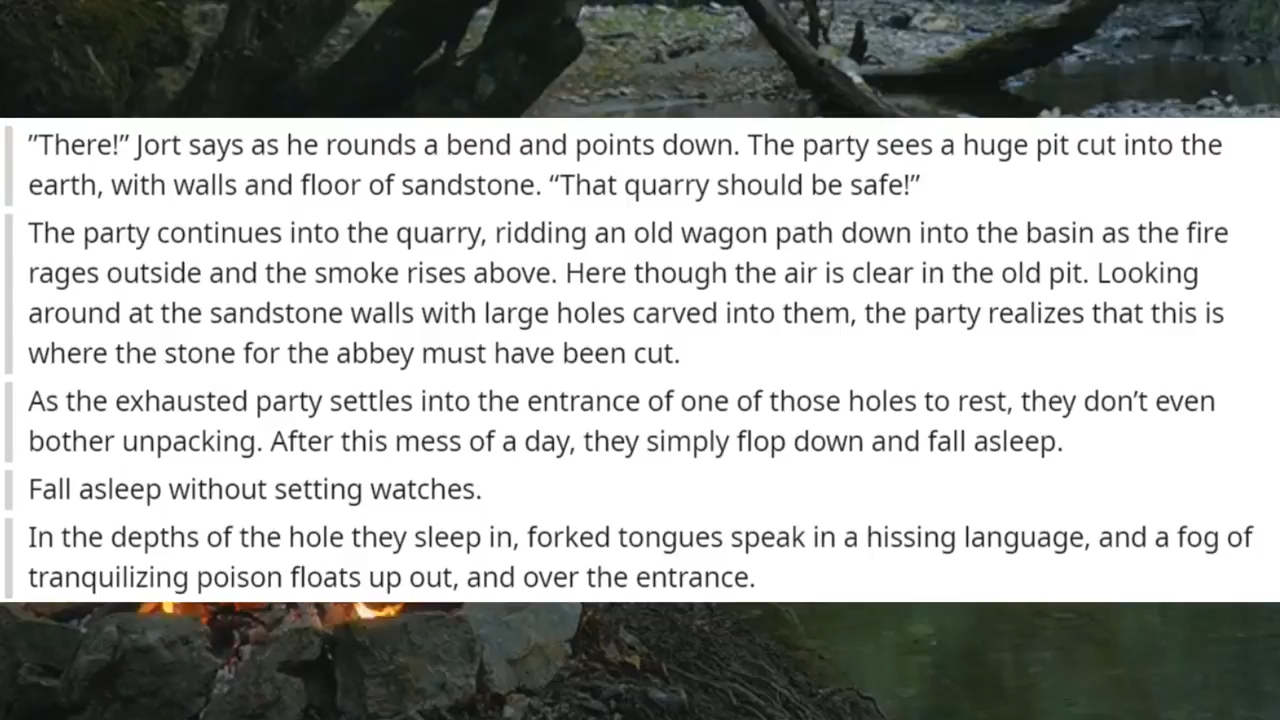 ”There!” Jort says as he rounds a bend and points down. The party sees a huge pit cut into the
earth, with walls and floor of sandstone. “That quarry should be safe!”
The party continues into the quarry, ridding an old wagon path down into the basin as the fire
rages outside and the smoke rises above. Here though the air is clear in the old pit. Looking
around at the sandstone walls with large holes carved into them, the party realizes that this is
where the stone for the abbey must have been cut.
As the exhausted party settles into the entrance of one of those holes to rest, they don’t even
bother unpacking. After this mess of a day, they simply flop down and fall asleep.
Fall asleep without setting watches.
In the depths of the hole they sleep in, forked tongues speak in a hissing language, and a fog of
tranquilizing poison floats up out, and over the entrance.